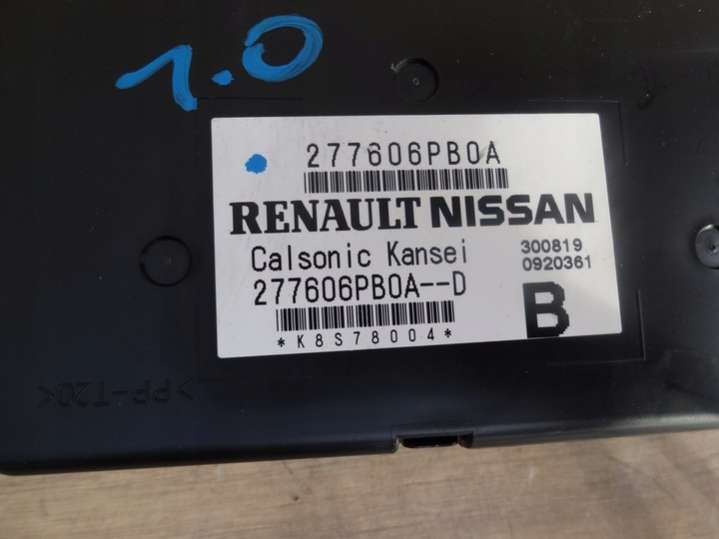 1.0
277606PB0A
RENAULT NISSAN
Calsonic Kansei
300819
0920361
277606PB0A--D
B
*K8S78004*
>PP-T20<